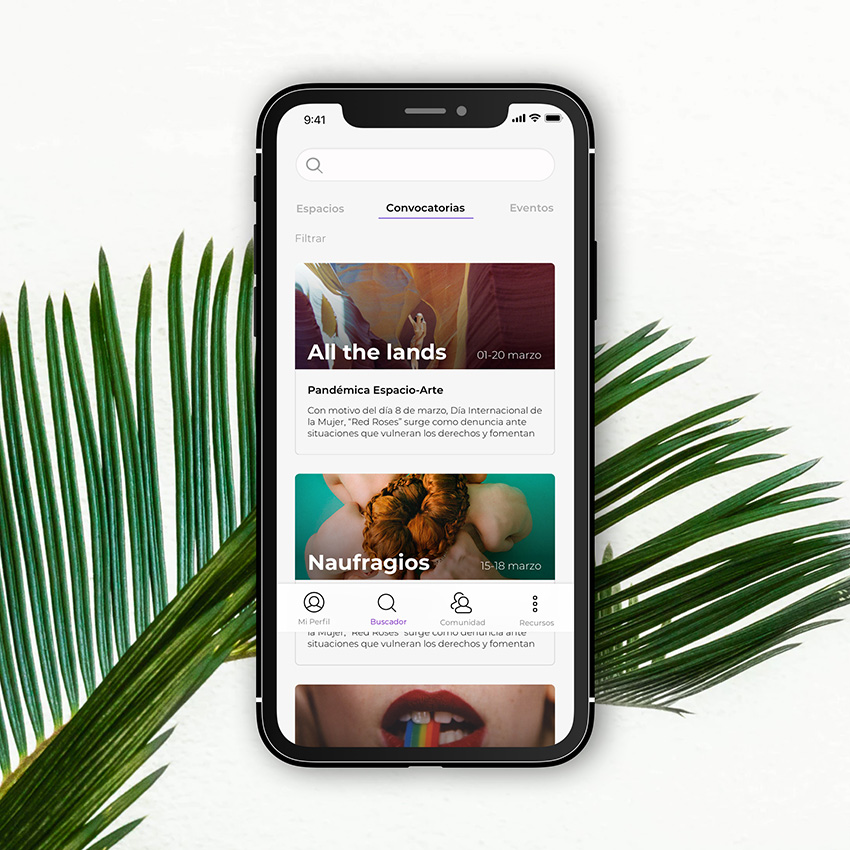 9:41
Espacios Convocatorias Eventos
Filtrar
All the lands 01-20 marzo
Pandémica Espacio-Arte
Con motivo del día 8 de marzo, Día Internacional de
la Mujer, “Red Roses” surge como denuncia ante
situaciones que vulneran los derechos y fomentan
Naufragios 15-18 marzo
Mi Perfil Buscador Comunidad Recursos
la Mujer, “Red Roses” surge como denuncia ante
situaciones que vulneran los derechos y fomentan